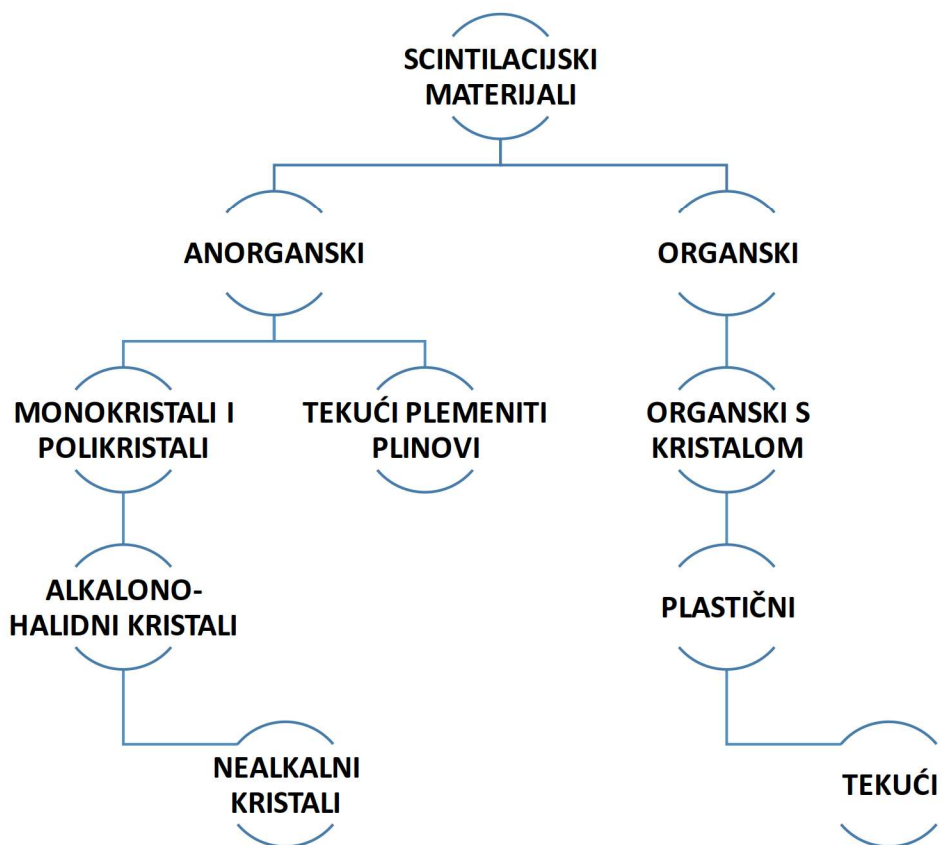 SCINTILACIJSKI
MATERIJALI
ANORGANSKI
ORGANSKI
MONOKRISTALI I
POLIKRISTALI
TEKUĆI PLEMENITI
PLINOVI
ORGANSKI S
KRISTALOM
ALKALONO-
HALIDNI KRISTALI
PLASTIČNI
NEALKALNI
KRISTALI
TEKUĆI